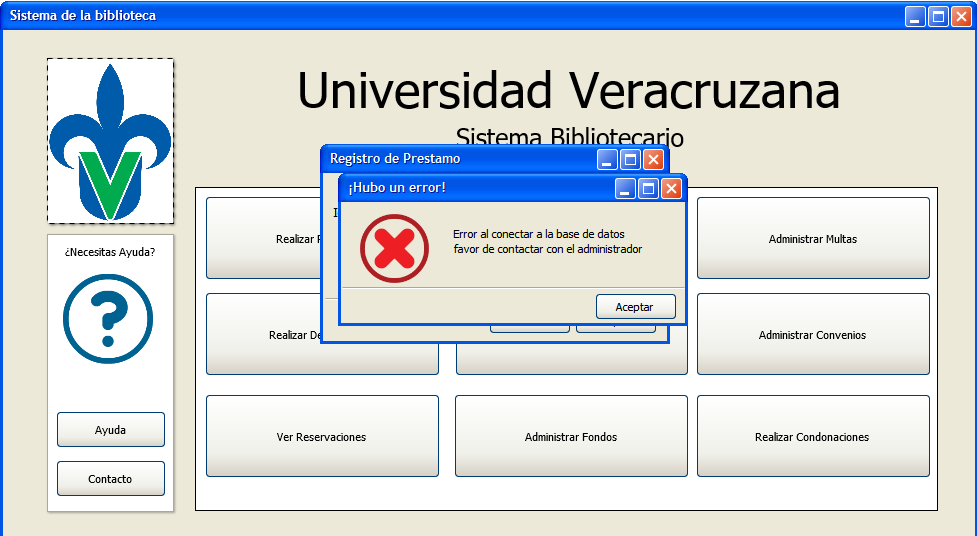 Sistema de la biblioteca
Universidad Veracruzana
Sistema Bibliotecario
Registro de Prestamo
¡Hubo un error!
Error al conectar a la base de datos
favor de contactar con el administrador
Aceptar
¿Necesitas Ayuda?
?
Ayuda
Contacto
Realizar
Administrar Multas
Realizar
Administrar Convenios
Ver Reservaciones
Administrar Fondos
Realizar Condonaciones